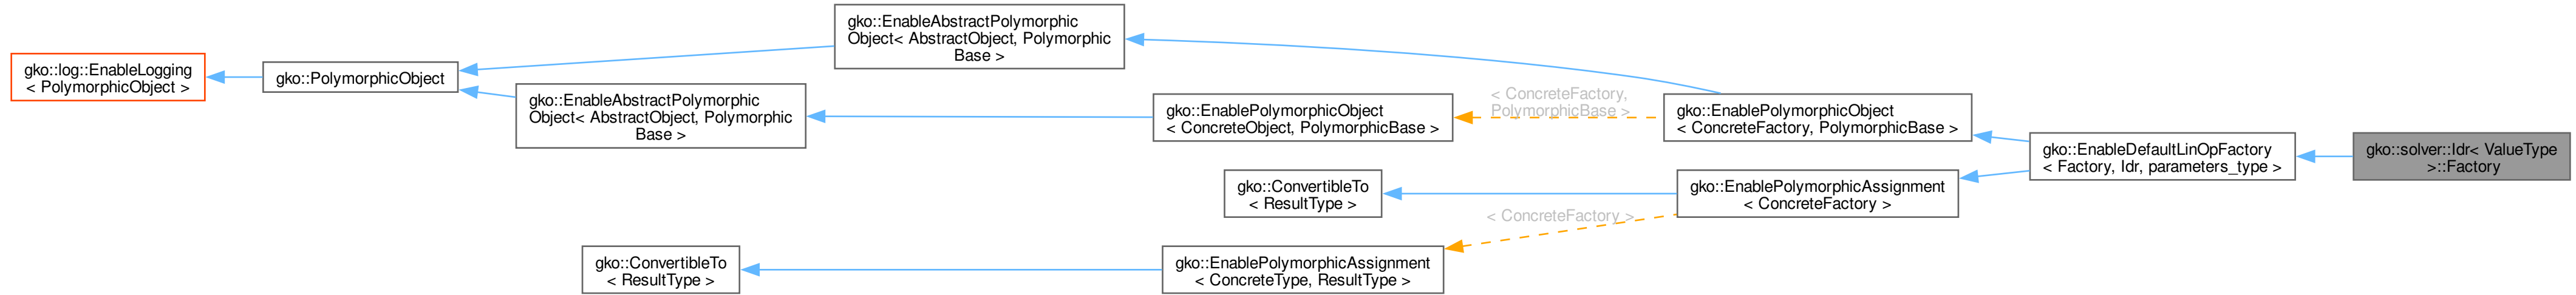 gko::log::EnableLogging
< PolymorphicObject >
gko::PolymorphicObject
gko::EnableAbstractPolymorphic
Object< AbstractObject, Polymorphic
Base >
gko::EnableAbstractPolymorphic
Object< AbstractObject, Polymorphic
Base >
gko::EnablePolymorphicObject
< ConcreteObject, PolymorphicBase >
< ConcreteFactory,
PolymorphicBase >
gko::EnablePolymorphicObject
< ConcreteFactory, PolymorphicBase >
gko::EnableDefaultLinOpFactory
< Factory, Idr, parameters_type >
gko::solver::Idr< ValueType
>::Factory
gko::ConvertibleTo
< ResultType >
gko::EnablePolymorphicAssignment
< ConcreteFactory >
< ConcreteFactory >
gko::ConvertibleTo
< ResultType >
gko::EnablePolymorphicAssignment
< ConcreteType, ResultType >